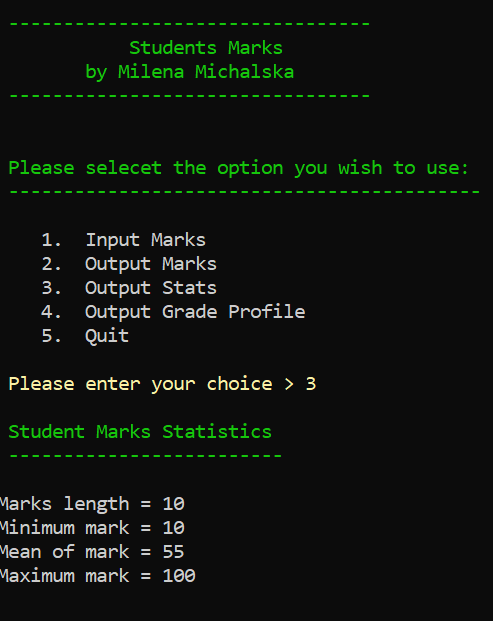 ---------------------------------
Students Marks
by Milena Michalska
---------------------------------
Please selecet the option you wish to use:
-------------------------------------------
1. Input Marks
2. Output Marks
3. Output Stats
4. Output Grade Profile
5. Quit
Please enter your choice > 3
Student Marks Statistics
-------------------------
Marks length = 10
Minimum mark = 10
Mean of mark = 55
Maximum mark = 100